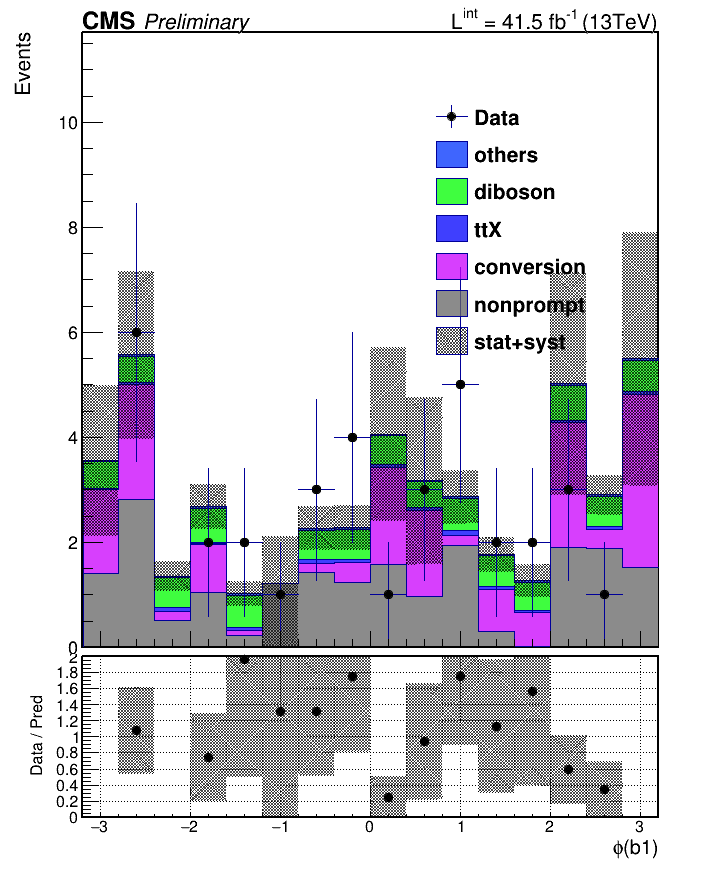 CMS Preliminary L^int = 41.5 fb^-1 (13TeV)
Events
10
8
6
4
2
0
Data
others
diboson
ttX
conversion
nonprompt
stat+syst
Data / Pred
2
1.8
1.6
1.4
1.2
1
0.8
0.6
0.4
0.2
0
−3 −2 −1 0 1 2 3
ϕ(b1)